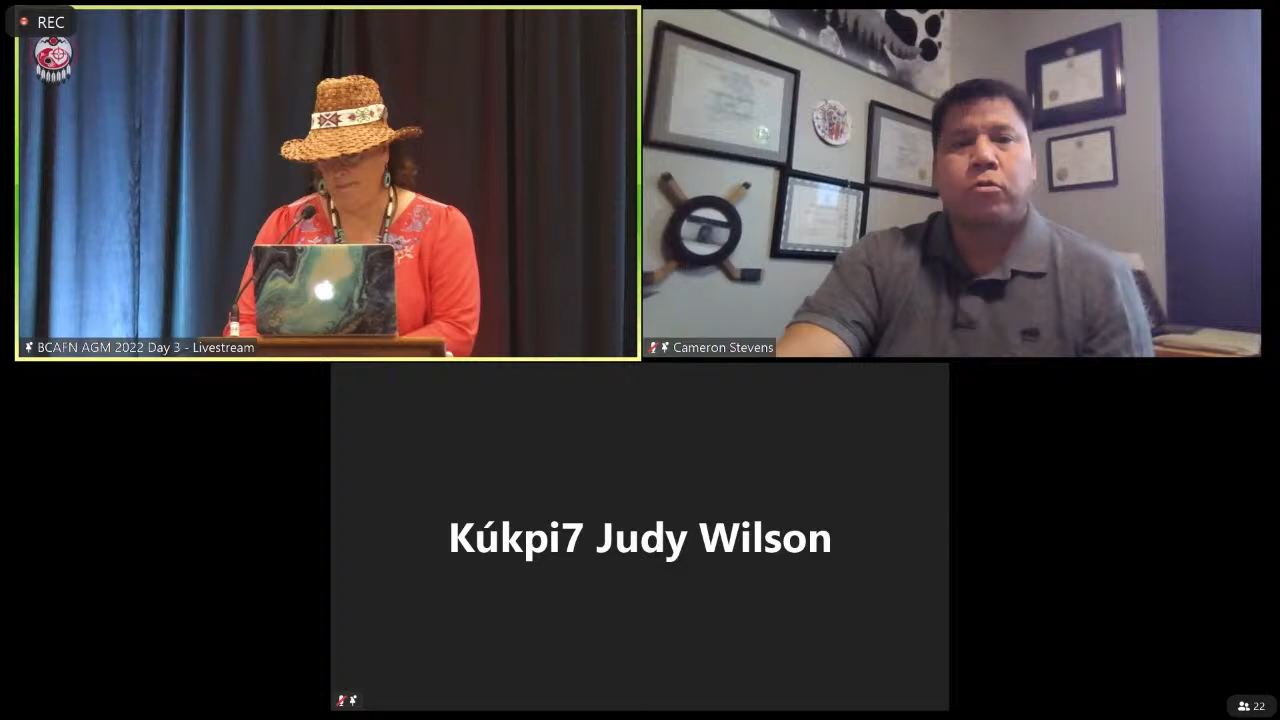 REC
BCAFN AGM 2022 Day 3 - Livestream
Cameron Stevens
Kúkpi7 Judy Wilson
22